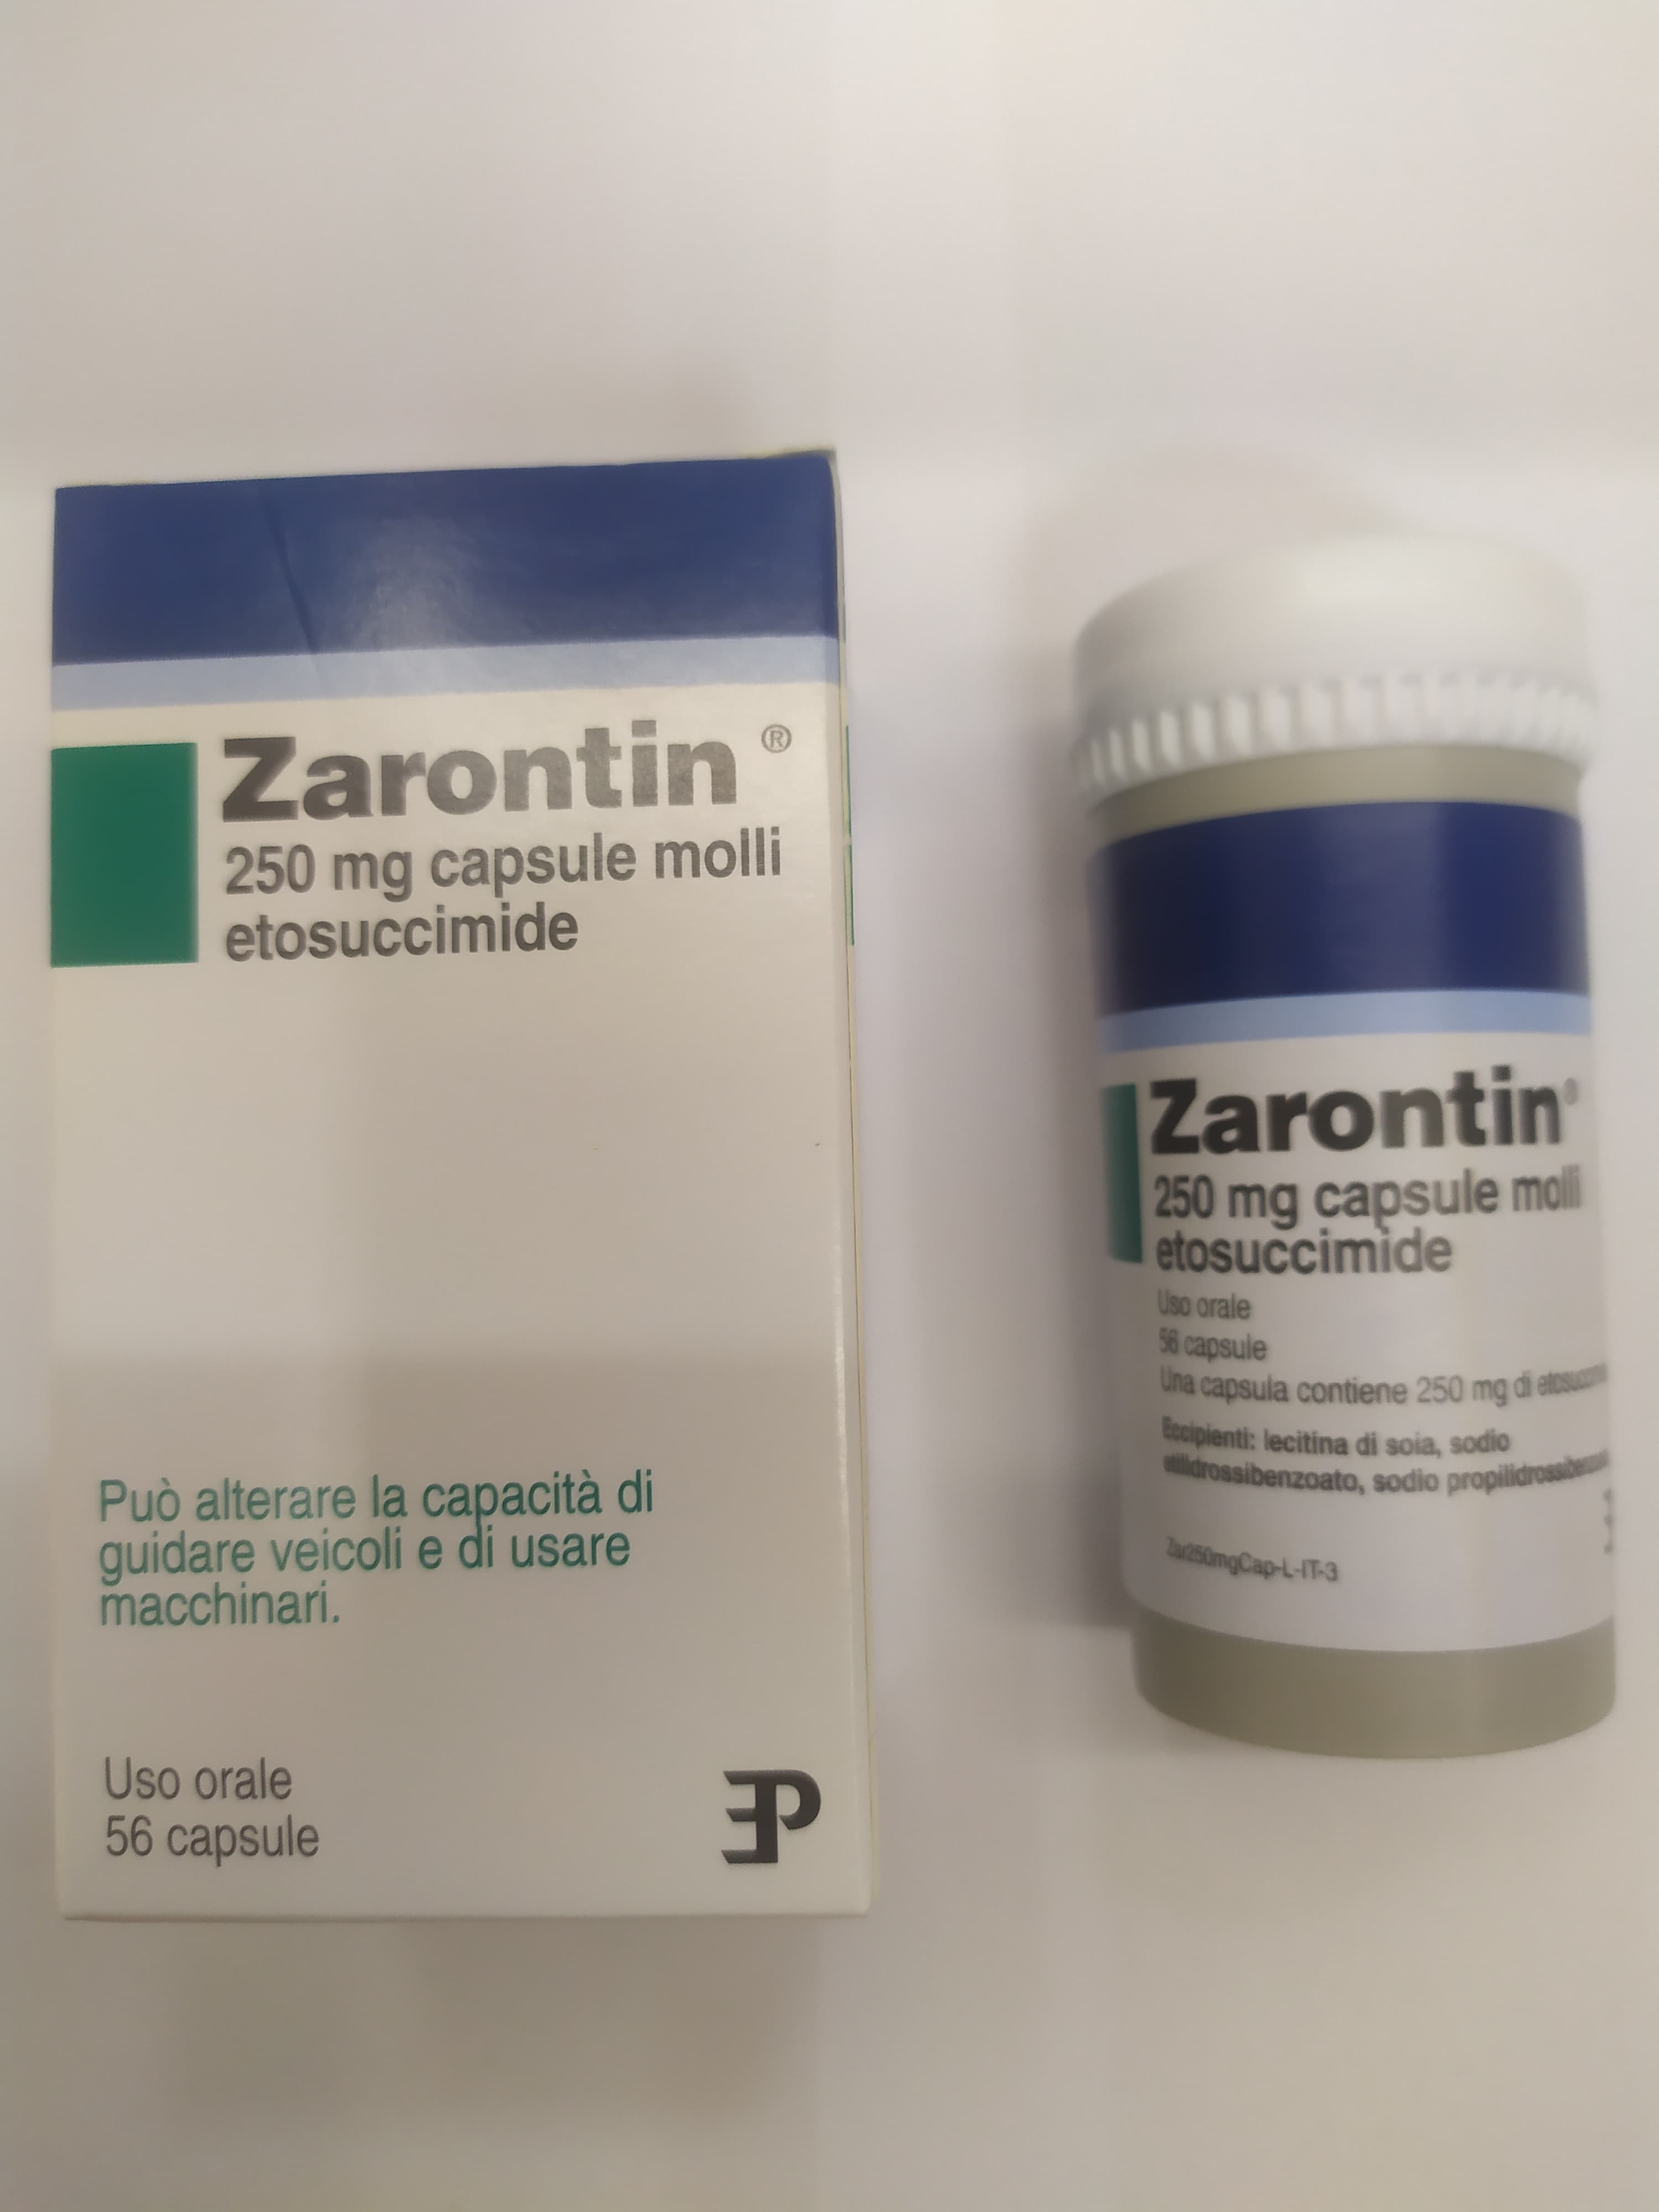 Zarontin ®
250 mg capsule molli
etosuccimide
Può alterare la capacità di
guidare veicoli e di usare
macchinari.
Uso orale
56 capsule
Zarontin®
250 mg capsule molli
etosuccimide
Uso orale
56 capsule
Una capsula contiene 250 mg di
Eccipienti: lecitina di soia, sodio
etilidrossibenzoato, sodio
Zar250mgCap-L-IT-3